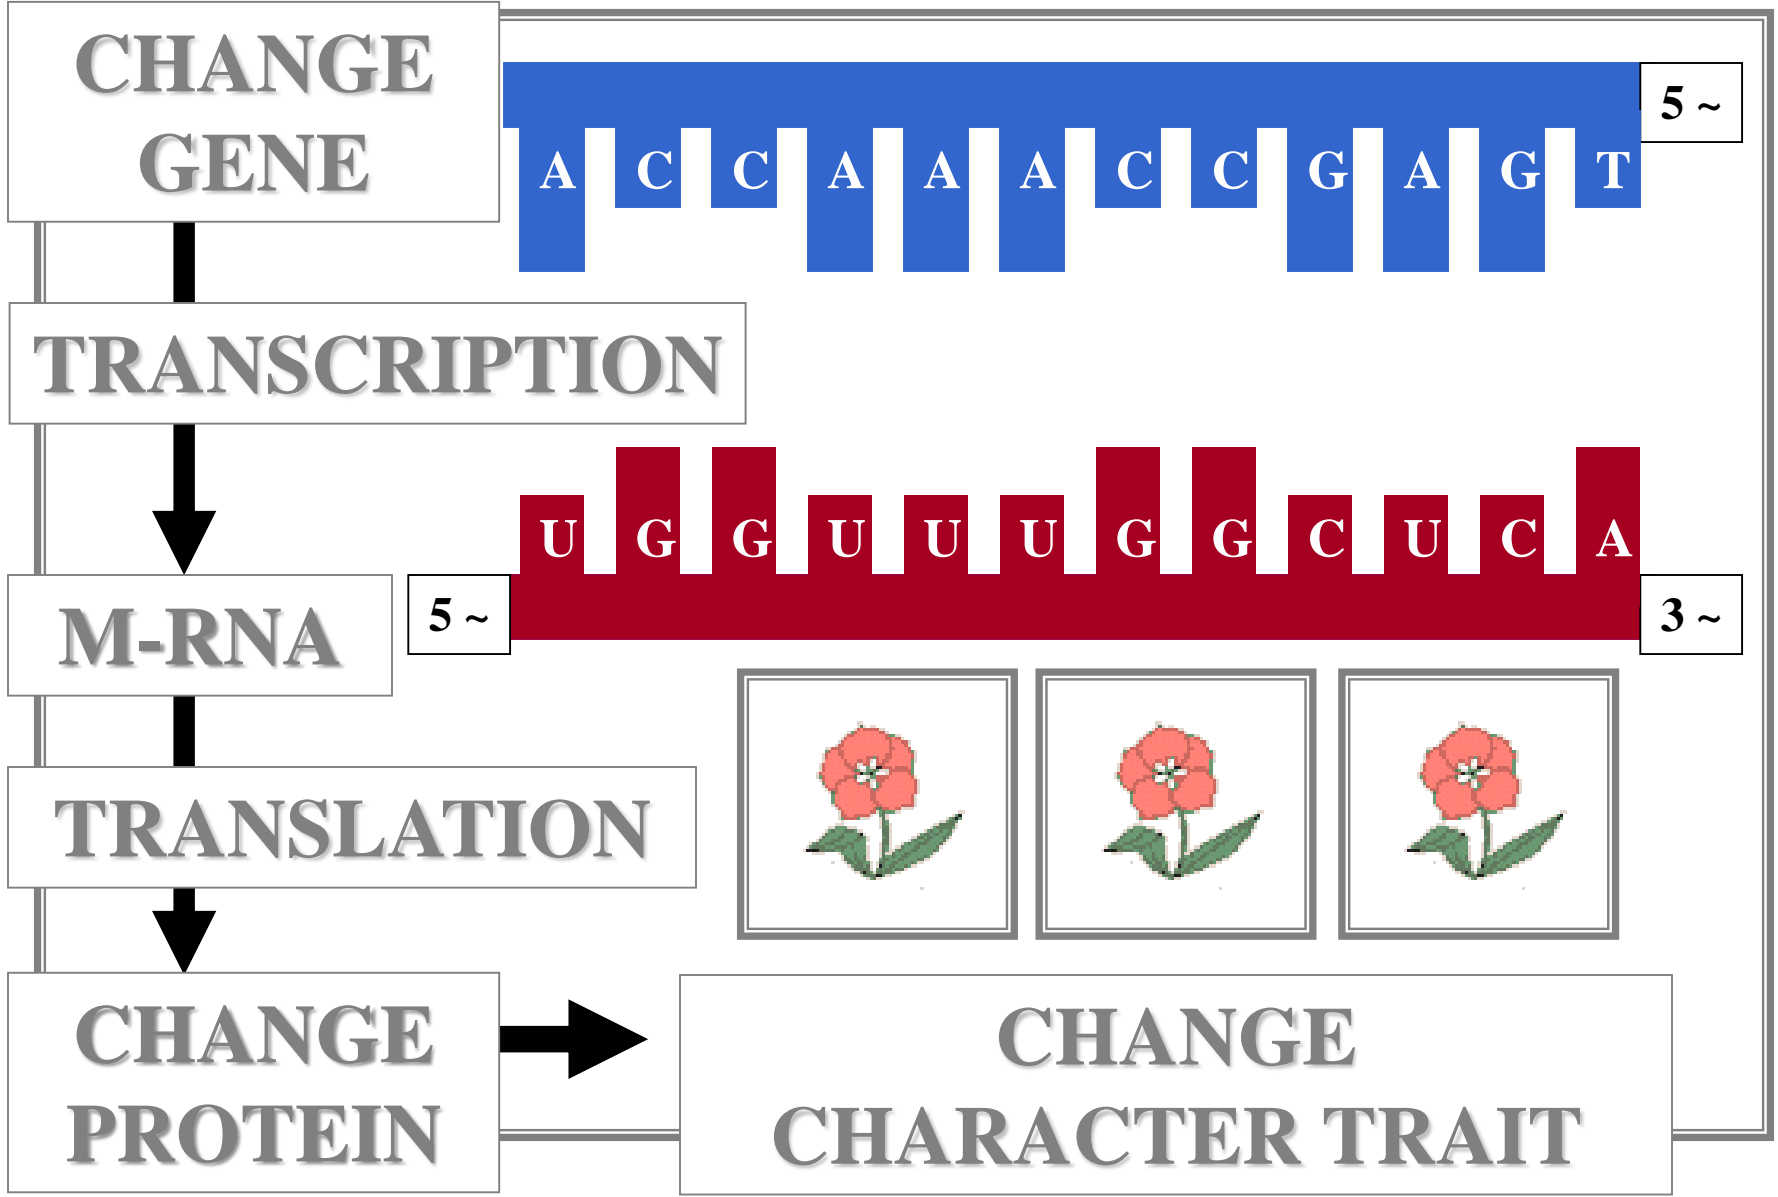 CHANGE
GENE
5 ~
A C C A A A C C G A G T
TRANSCRIPTION
U G G U U U G G C U C A
M-RNA
5 ~
3 ~
TRANSLATION
CHANGE
PROTEIN
CHANGE
CHARACTER TRAIT